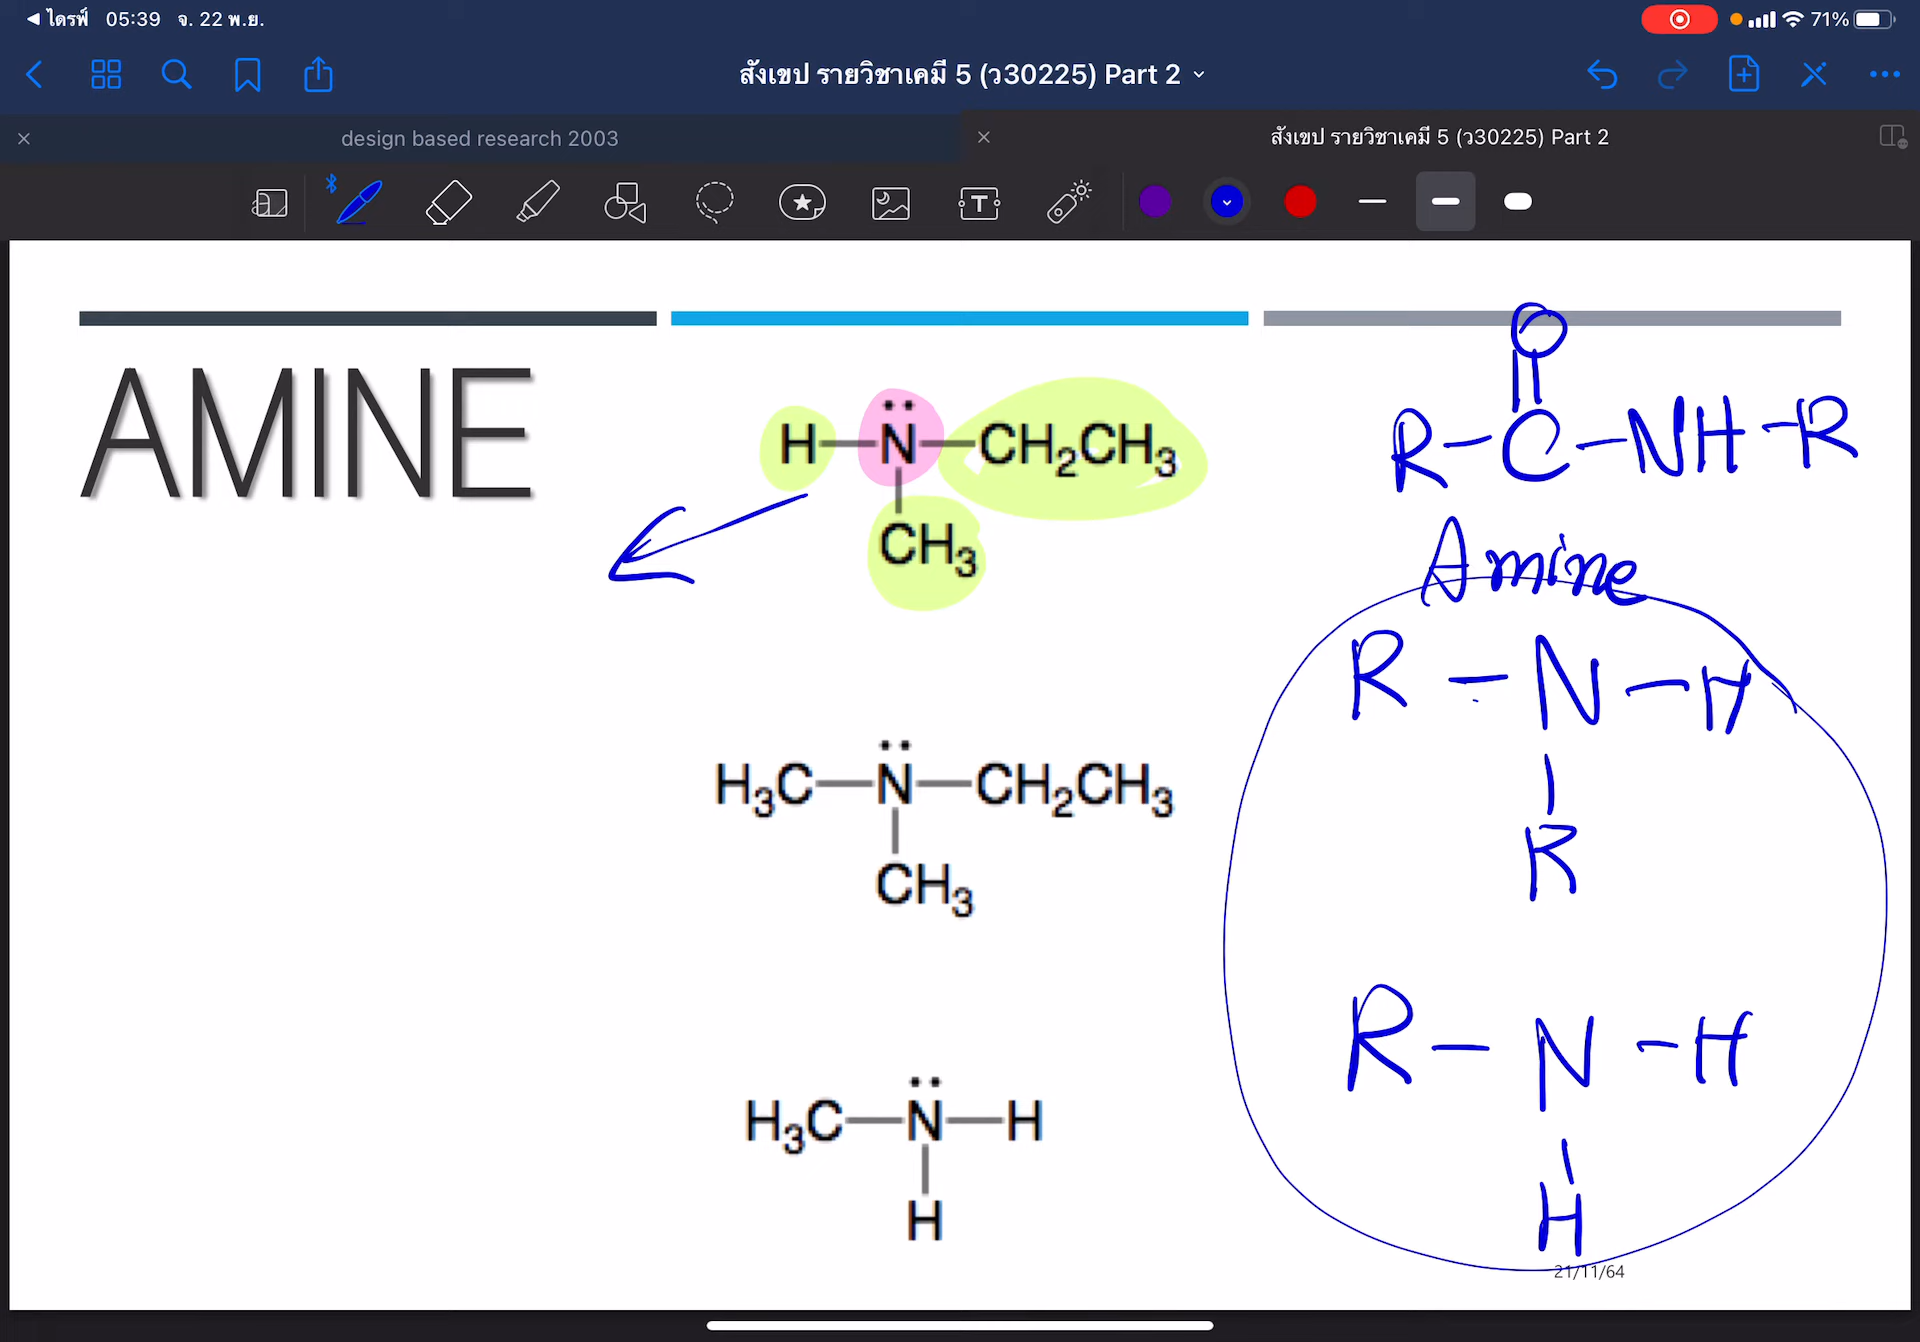 ◀ ไดรฟ์ 05:39 จ. 22 พ.ย.
71%
สังเขป รายวิชาเคมี 5 (ว30225) Part 2
design based research 2003
สังเขป รายวิชาเคมี 5 (ว30225) Part 2
T
AMINE
H—N—CH₂CH₃
CH₃
H₃C—N—CH₂CH₃
CH₃
H₃C—N—H
H
O
R-C-NH-R
Amine
R-N-H
R
R-N-H
H
21/11/64